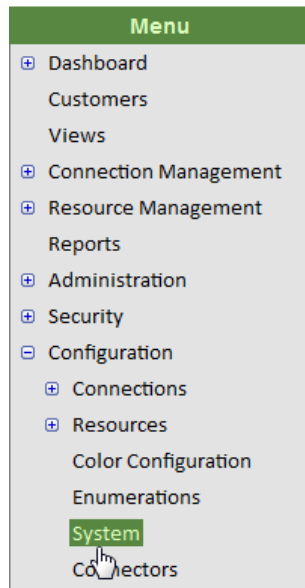 Menu
Dashboard
Customers
Views
Connection Management
Resource Management
Reports
Administration
Security
Configuration
Connections
Resources
Color Configuration
Enumerations
System
Connectors